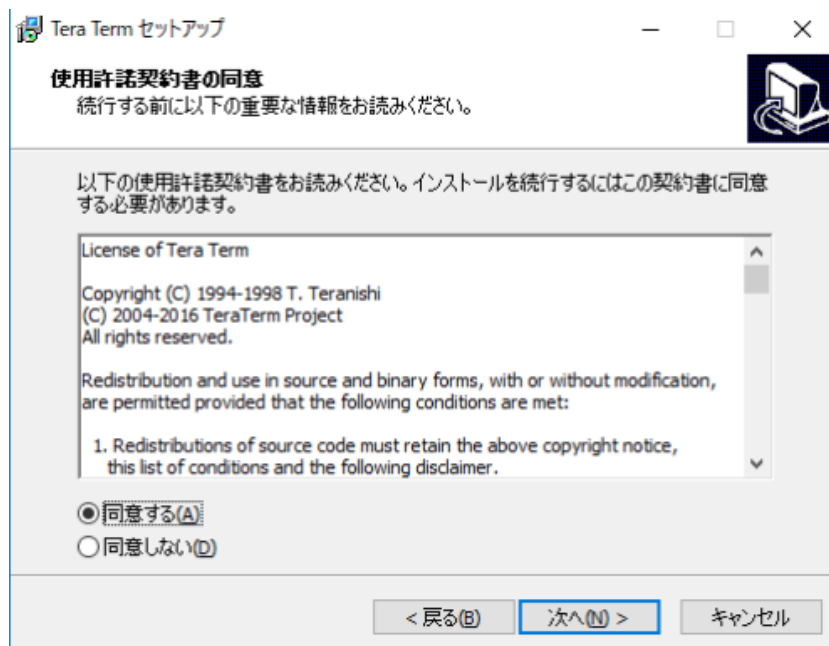 Tera Term セットアップ
使用許諾契約書の同意
続行する前に以下の重要な情報をお読みください。
以下の使用許諾契約書をお読みください。インストールを続行するにはこの契約書に同意
する必要があります。
License of Tera Term
Copyright (C) 1994-1998 T. Teranishi
(C) 2004-2016 TeraTerm Project
All rights reserved.
Redistribution and use in source and binary forms, with or without modification,
are permitted provided that the following conditions are met:
1. Redistributions of source code must retain the above copyright notice,
this list of conditions and the following disclaimer.
同意する(A)
同意しない(D)
< 戻る(B) 次へ(N) > キャンセル